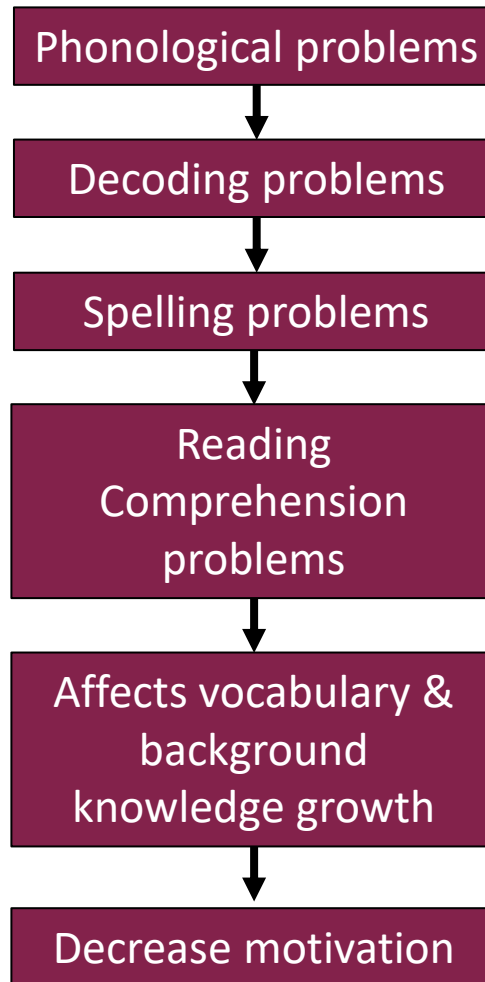 Phonological problems
Decoding problems
Spelling problems
Reading
Comprehension
problems
Affects vocabulary &
background
knowledge growth
Decrease motivation